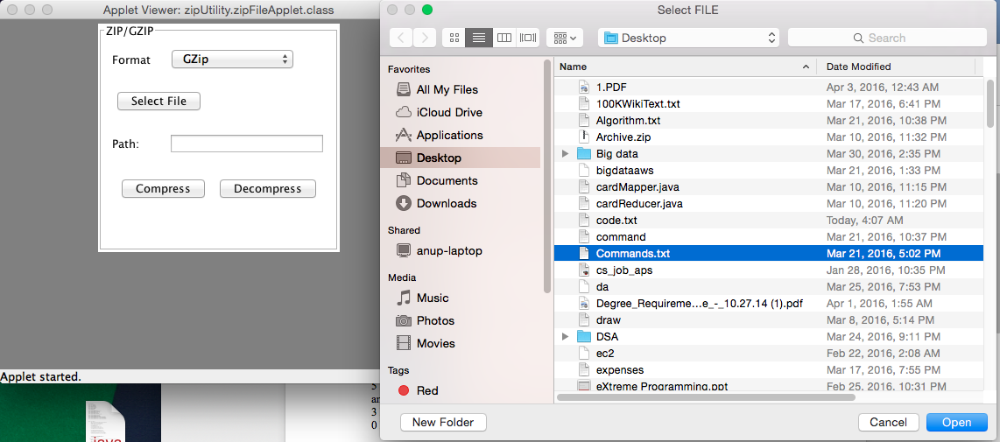 Applet Viewer: zipUtility.zipFileApplet.class
ZIP/GZIP
Format GZip
Select File
Path:
Compress Decompress
Applet started.
Select FILE
Desktop
Search
Favorites
All My Files
iCloud Drive
Applications
Desktop
Documents
Downloads
Shared
anup-laptop
Media
Music
Photos
Movies
Tags
Red
Name Date Modified
1.PDF Apr 3, 2016, 12:43 AM
100KWikiText.txt Mar 17, 2016, 6:41 PM
Algorithm.txt Mar 21, 2016, 10:38 PM
Archive.zip Mar 10, 2016, 11:32 PM
Big data Mar 30, 2016, 2:35 PM
bigdataaws Mar 21, 2016, 1:33 PM
cardMapper.java Mar 10, 2016, 11:15 PM
cardReducer.java Mar 10, 2016, 11:20 PM
code.txt Today, 4:07 AM
command Mar 21, 2016, 10:37 PM
Commands.txt Mar 21, 2016, 5:02 PM
cs_job_aps Jan 28, 2016, 10:35 PM
da Mar 25, 2016, 7:53 PM
Degree_Requireme...e_-_10.27.14 (1).pdf Apr 1, 2016, 1:55 AM
draw Mar 8, 2016, 5:14 PM
DSA Mar 24, 2016, 9:11 PM
ec2 Feb 22, 2016, 2:08 AM
expenses Mar 17, 2016, 7:55 PM
eXtreme Programming.ppt Feb 25, 2016, 10:31 PM
New Folder Cancel Open
5
ar
3
0
java